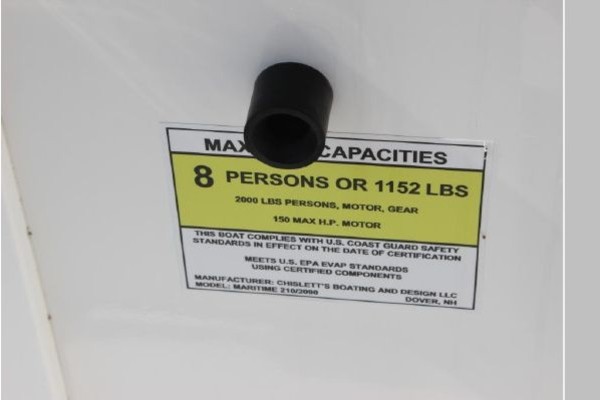 MAX CAPACITIES
8 PERSONS OR 1152 LBS
2000 LBS PERSONS, MOTOR, GEAR
150 MAX H.P. MOTOR
THIS BOAT COMPLIES WITH U.S. COAST GUARD SAFETY
STANDARDS IN EFFECT ON THE DATE OF CERTIFICATION
MEETS U.S. EPA EVAP STANDARDS
USING CERTIFIED COMPONENTS
MANUFACTURER: CHISLETT'S BOATING AND DESIGN LLC
MODEL: MARITIME 210/2090 DOVER, NH